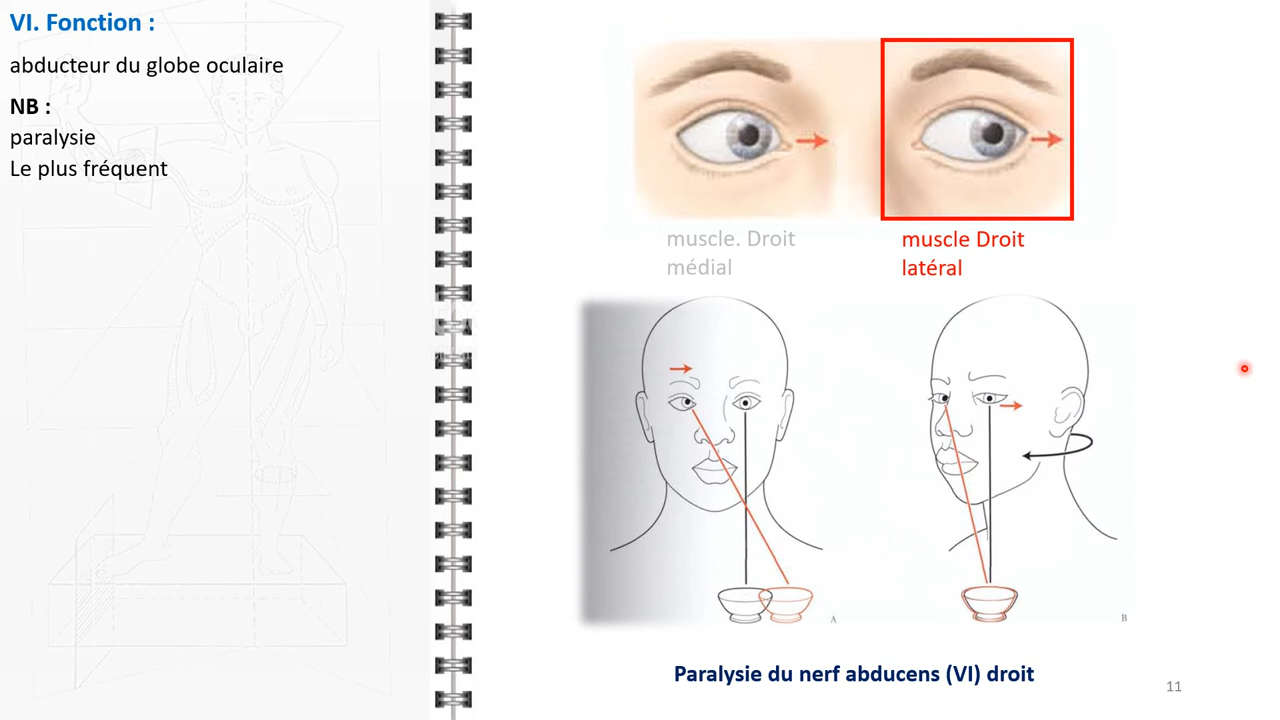 VI. Fonction :
abducteur du globe oculaire
NB :
paralysie
Le plus fréquent
muscle. Droit
médial
muscle Droit
latéral
A
B
Paralysie du nerf abducens (VI) droit
11